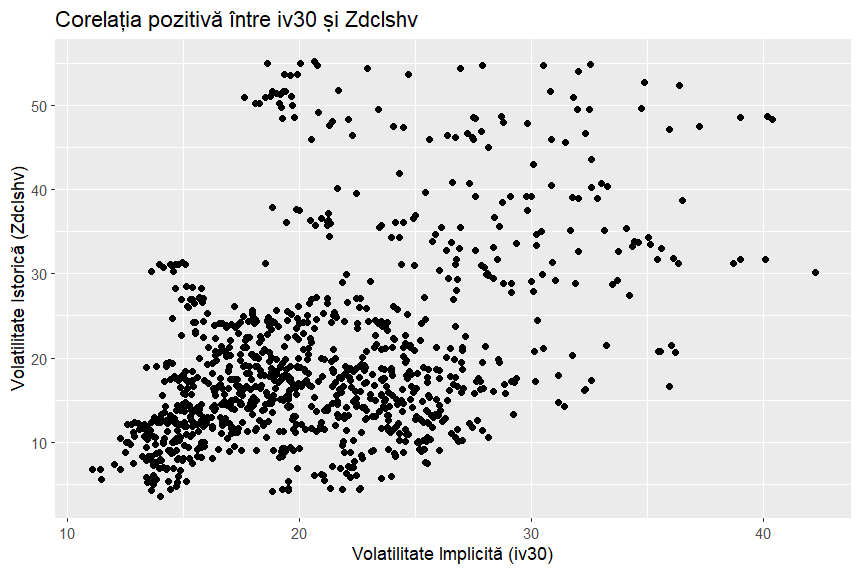 Corelația pozitivă între iv30 și Zdclshv
Volatilitate Istorică (Zdclshv)
50
40
30
20
10
10 20 30 40
Volatilitate Implicită (iv30)